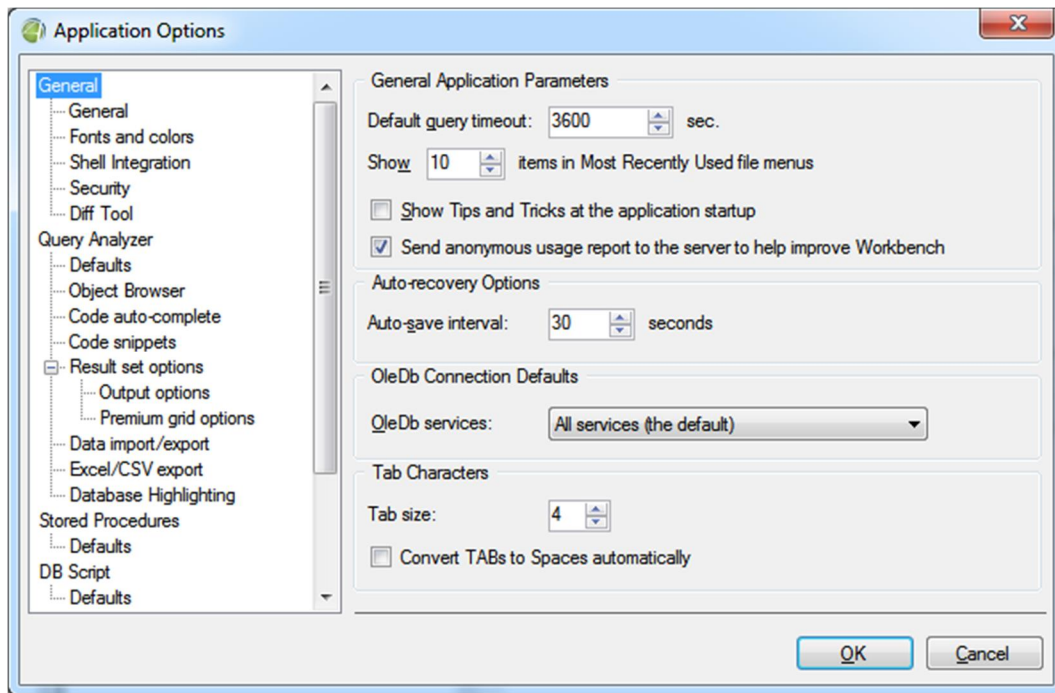 Application Options
General
General
Fonts and colors
Shell Integration
Security
Diff Tool
Query Analyzer
Defaults
Object Browser
Code auto-complete
Code snippets
Result set options
Output options
Premium grid options
Data import/export
Excel/CSV export
Database Highlighting
Stored Procedures
Defaults
DB Script
Defaults
General Application Parameters
Default query timeout: 3600 sec.
Show 10 items in Most Recently Used file menus
Show Tips and Tricks at the application startup
Send anonymous usage report to the server to help improve Workbench
Auto-recovery Options
Auto-save interval: 30 seconds
OleDb Connection Defaults
OleDb services: All services (the default)
Tab Characters
Tab size: 4
Convert TABs to Spaces automatically
OK Cancel